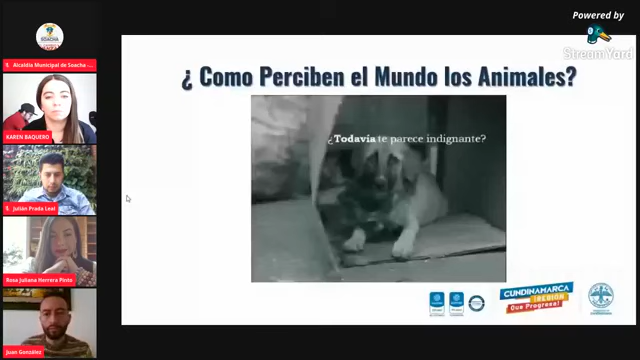 Powered by
StreamYard
SOACHA
Alcaldía Municipal de Soacha -...
KAREN BAQUERO
Julián Prada Leal
Rosa Juliana Herrera Pinto
Juan González
¿ Como Perciben el Mundo los Animales?
¿Todavía te parece indignante?
CUNDINAMARCA
¡REGIÓN
Que Progresa!